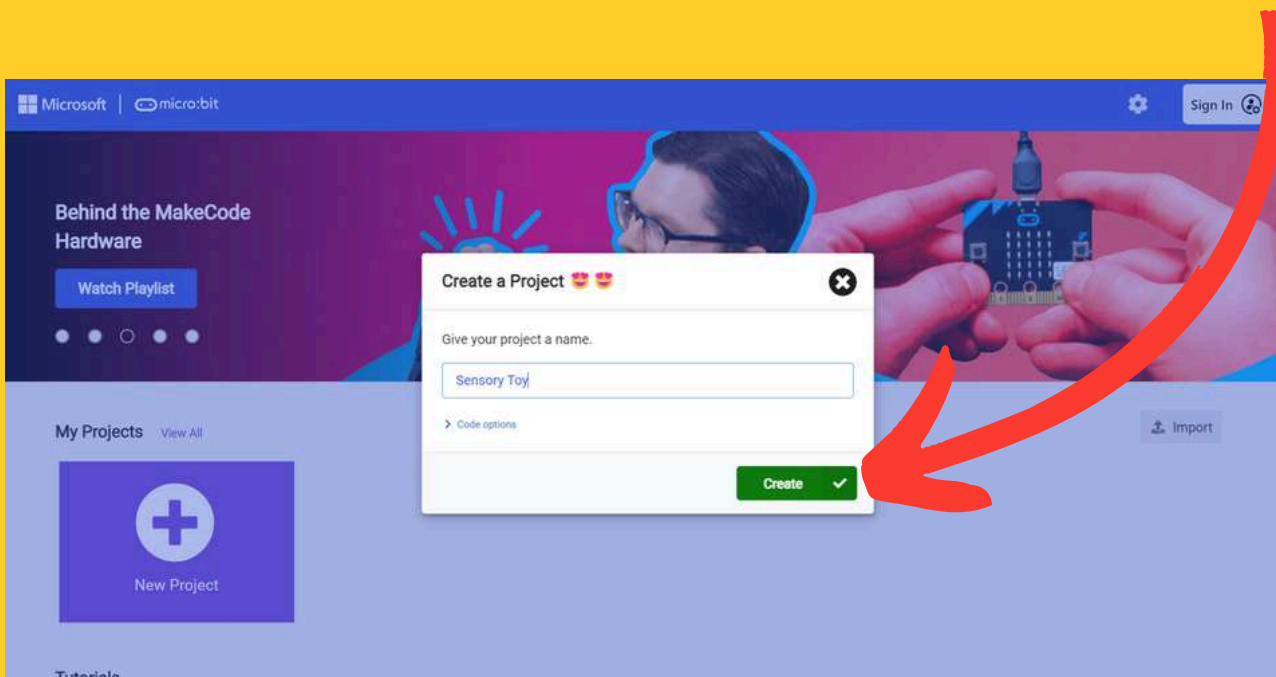 Microsoft | micro:bit
Sign In
Behind the MakeCode
Hardware
Watch Playlist
Create a Project 😍 😍
Give your project a name.
Sensory Toy
> Code options
Create
My Projects View All
Import
New Project
Tutorials